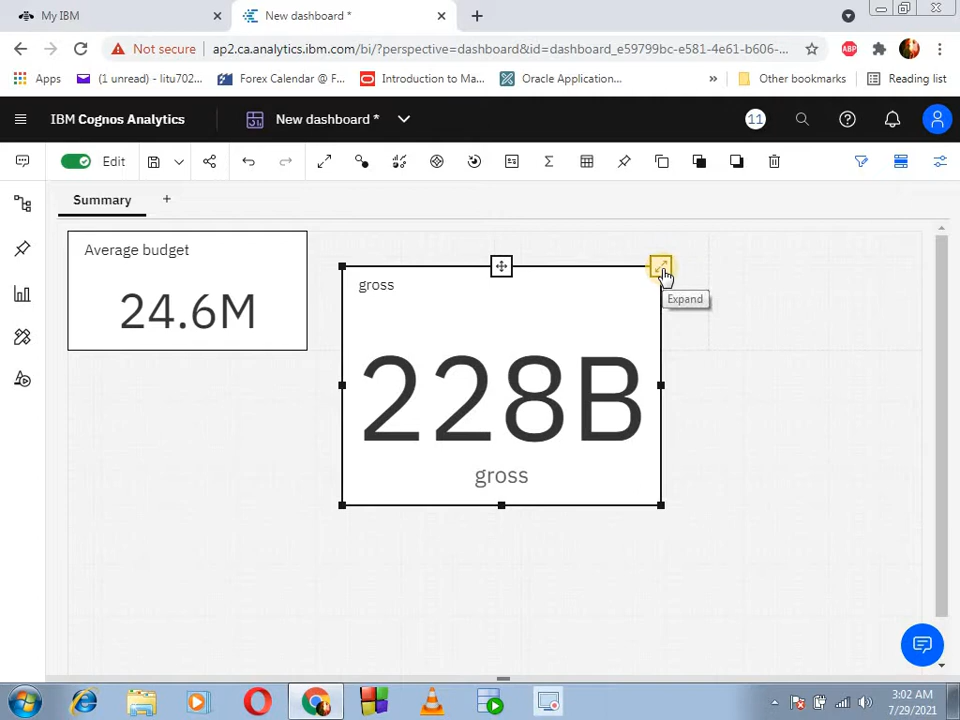 My IBM
New dashboard *
Not secure
ap2.ca.analytics.ibm.com/bi/?perspective=dashboard&id=dashboard_e59799bc-e581-4e61-b606-...
ABP
Apps
(1 unread) - litu702...
Forex Calendar @ F...
Introduction to Ma...
Oracle Application...
»
Other bookmarks
Reading list
IBM Cognos Analytics
New dashboard *
11
Edit
Summary
Average budget
24.6M
gross
Expand
228B
gross
3:02 AM
7/29/2021